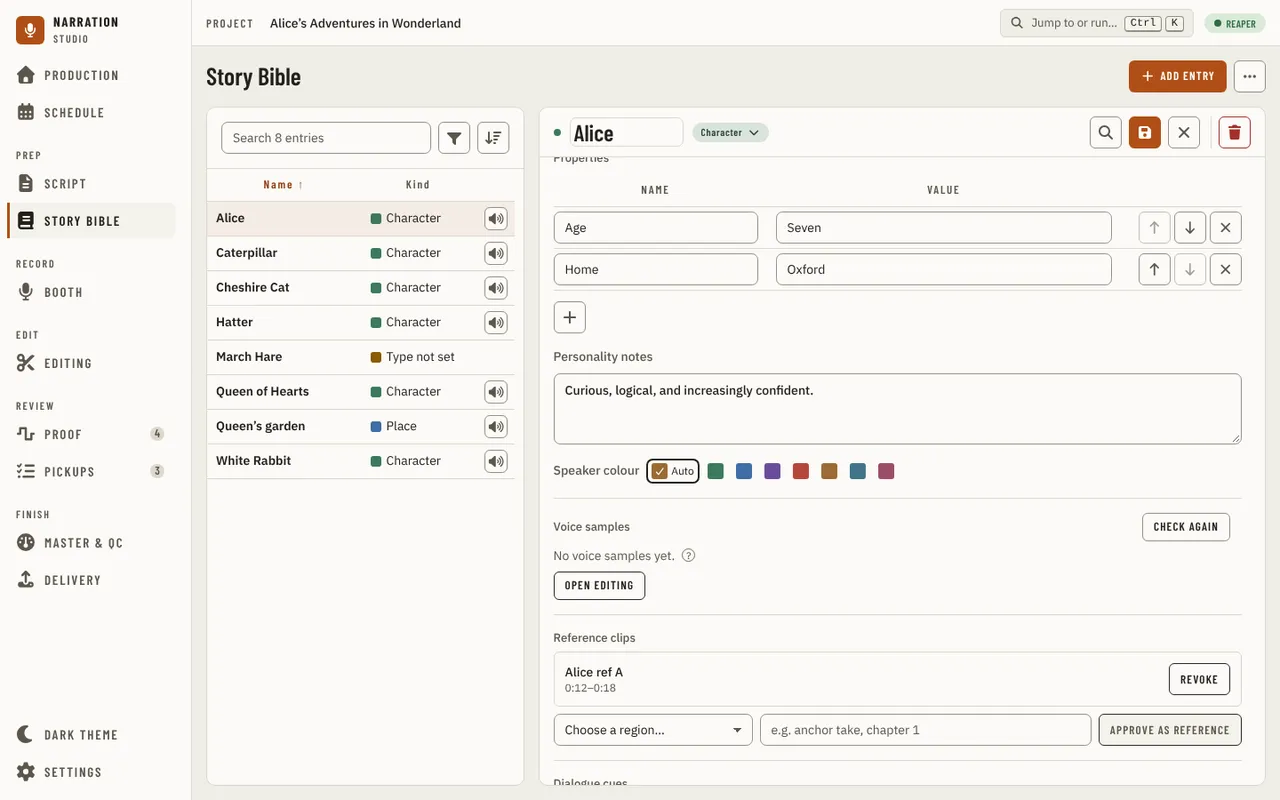 NARRATION
STUDIO
PRODUCTION
SCHEDULE
PREP
SCRIPT
STORY BIBLE
RECORD
BOOTH
EDIT
EDITING
REVIEW
PROOF 4
PICKUPS 3
FINISH
MASTER & QC
DELIVERY
DARK THEME
SETTINGS
PROJECT Alice's Adventures in Wonderland
Jump to or run... Ctrl K
REAPER
Story Bible
ADD ENTRY
Search 8 entries
Name ↑ Kind
Alice Character
Caterpillar Character
Cheshire Cat Character
Hatter Character
March Hare Type not set
Queen of Hearts Character
Queen's garden Place
White Rabbit Character
Alice Character
Properties
NAME VALUE
Age Seven
Home Oxford
Personality notes
Curious, logical, and increasingly confident.
Speaker colour Auto
Voice samples CHECK AGAIN
No voice samples yet. ?
OPEN EDITING
Reference clips
Alice ref A
0:12–0:18
REVOKE
Choose a region... e.g. anchor take, chapter 1 APPROVE AS REFERENCE
Dialogue cues